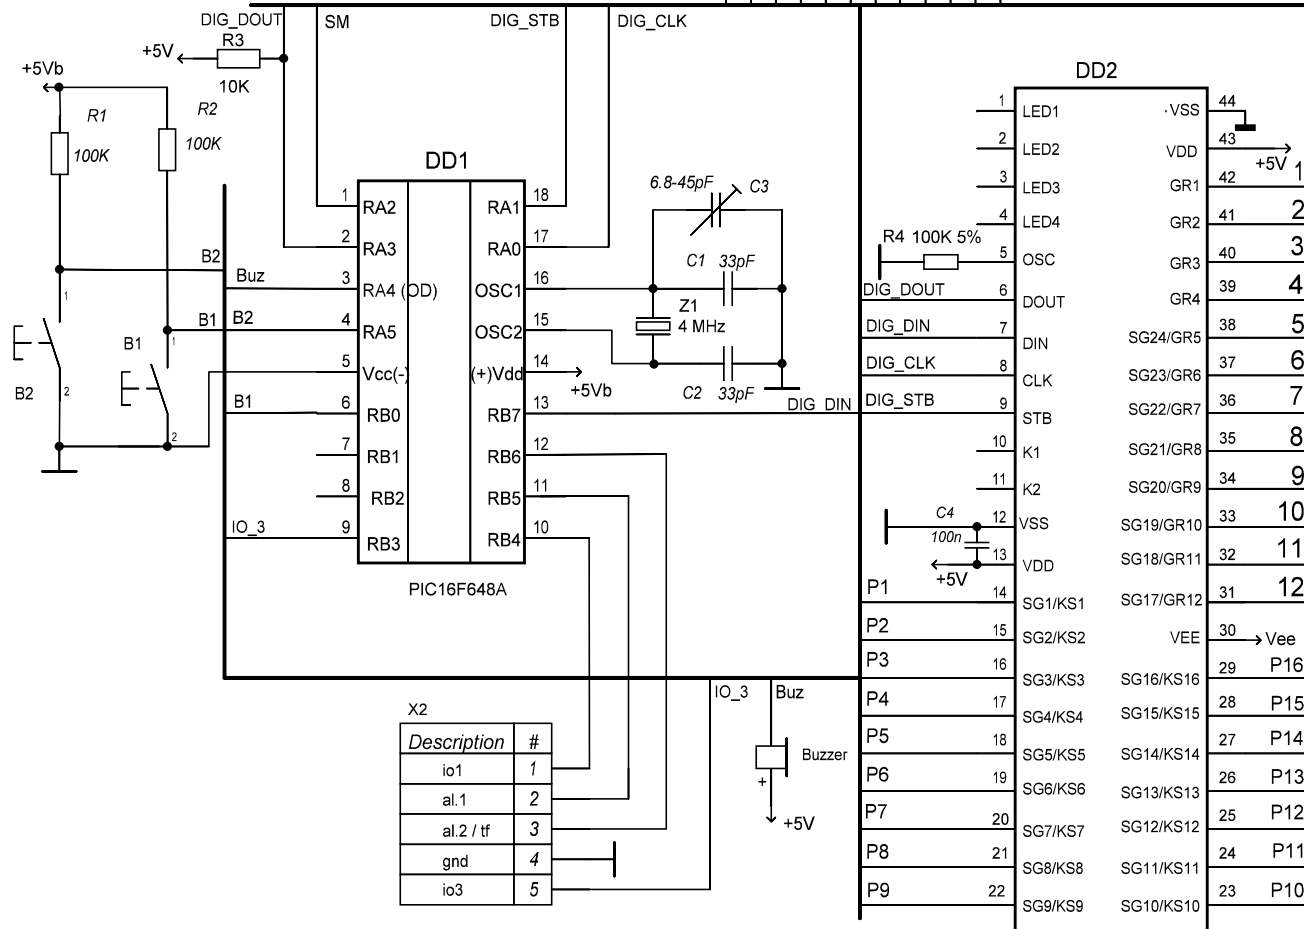 DIG_DOUT SM DIG_STB DIG_CLK
+5V R3
10K
+5Vb
R1 R2
100K 100K
DD1
PIC16F648A
1 RA2 RA1 18
2 RA3 RA0 17
3 RA4 (OD) OSC1 16
4 RA5 OSC2 15
5 Vcc(-) (+)Vdd 14
6 RB0 RB7 13
7 RB1 RB6 12
8 RB2 RB5 11
9 RB3 RB4 10
B2
Buz
B1 B2
B1
IO_3
1
B2
2
B1
1
2
6.8-45pF C3
C1 33pF
Z1
4 MHz
C2 33pF
+5Vb
DIG_DIN
DD2
R4 100K 5%
DIG_DOUT
DIG_DIN
DIG_CLK
DIG_STB
C4
100n
+5V
1 LED1 VSS 44
2 LED2 VDD 43
+5V
3 LED3 GR1 42 1
4 LED4 GR2 41 2
5 OSC GR3 40 3
6 DOUT GR4 39 4
7 DIN SG24/GR5 38 5
8 CLK SG23/GR6 37 6
9 STB SG22/GR7 36 7
10 K1 SG21/GR8 35 8
11 K2 SG20/GR9 34 9
12 VSS SG19/GR10 33 10
13 VDD SG18/GR11 32 11
P1 14 SG1/KS1 SG17/GR12 31 12
P2 15 SG2/KS2 VEE 30 Vee
P3 16 SG3/KS3 SG16/KS16 29 P16
P4 17 SG4/KS4 SG15/KS15 28 P15
P5 18 SG5/KS5 SG14/KS14 27 P14
P6 19 SG6/KS6 SG13/KS13 26 P13
P7 20 SG7/KS7 SG12/KS12 25 P12
P8 21 SG8/KS8 SG11/KS11 24 P11
P9 22 SG9/KS9 SG10/KS10 23 P10
IO_3 Buz
Buzzer
+
+5V
X2
Description #
io1 1
al.1 2
al.2 / tf 3
gnd 4
io3 5